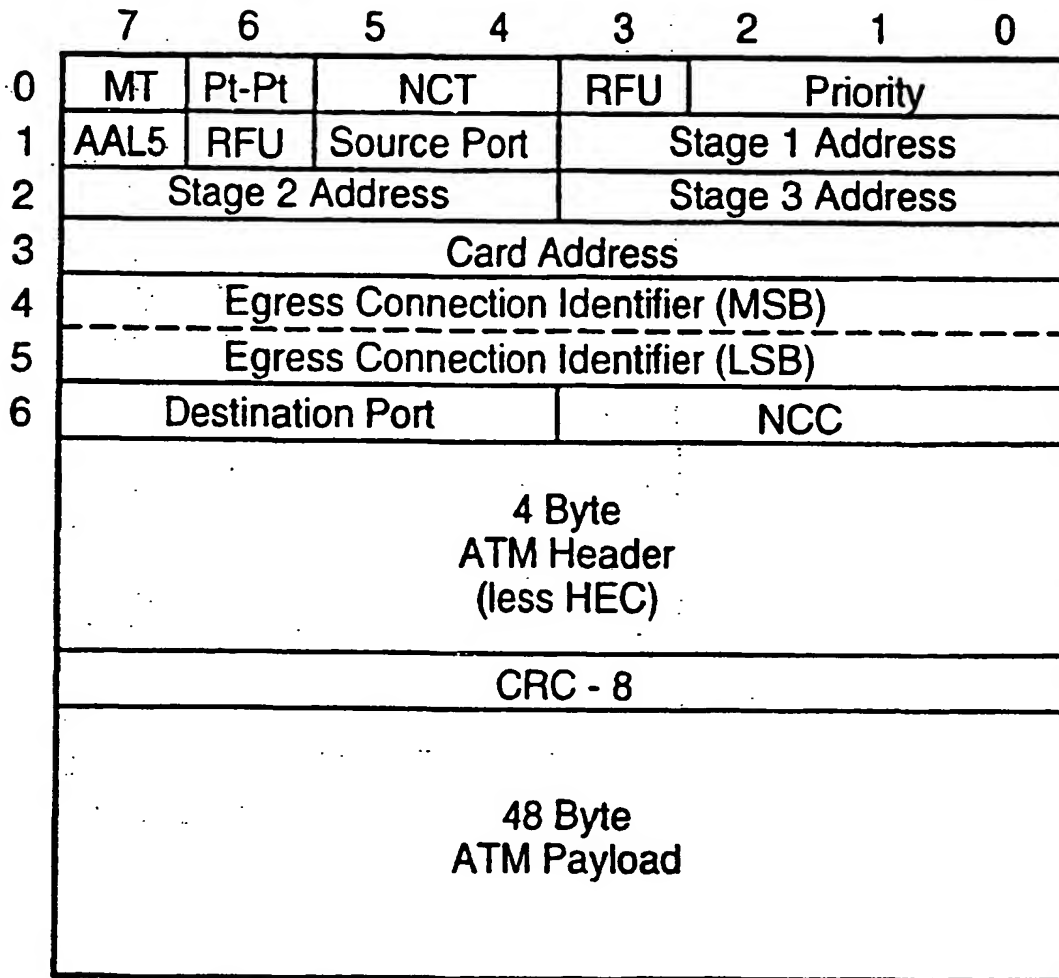 7 6 5 4 3 2 1 0
0 MT Pt-Pt NCT RFU Priority
1 AAL5 RFU Source Port Stage 1 Address
2 Stage 2 Address Stage 3 Address
3 Card Address
4 Egress Connection Identifier (MSB)
5 Egress Connection Identifier (LSB)
6 Destination Port NCC
4 Byte
ATM Header
(less HEC)
CRC - 8
48 Byte
ATM Payload